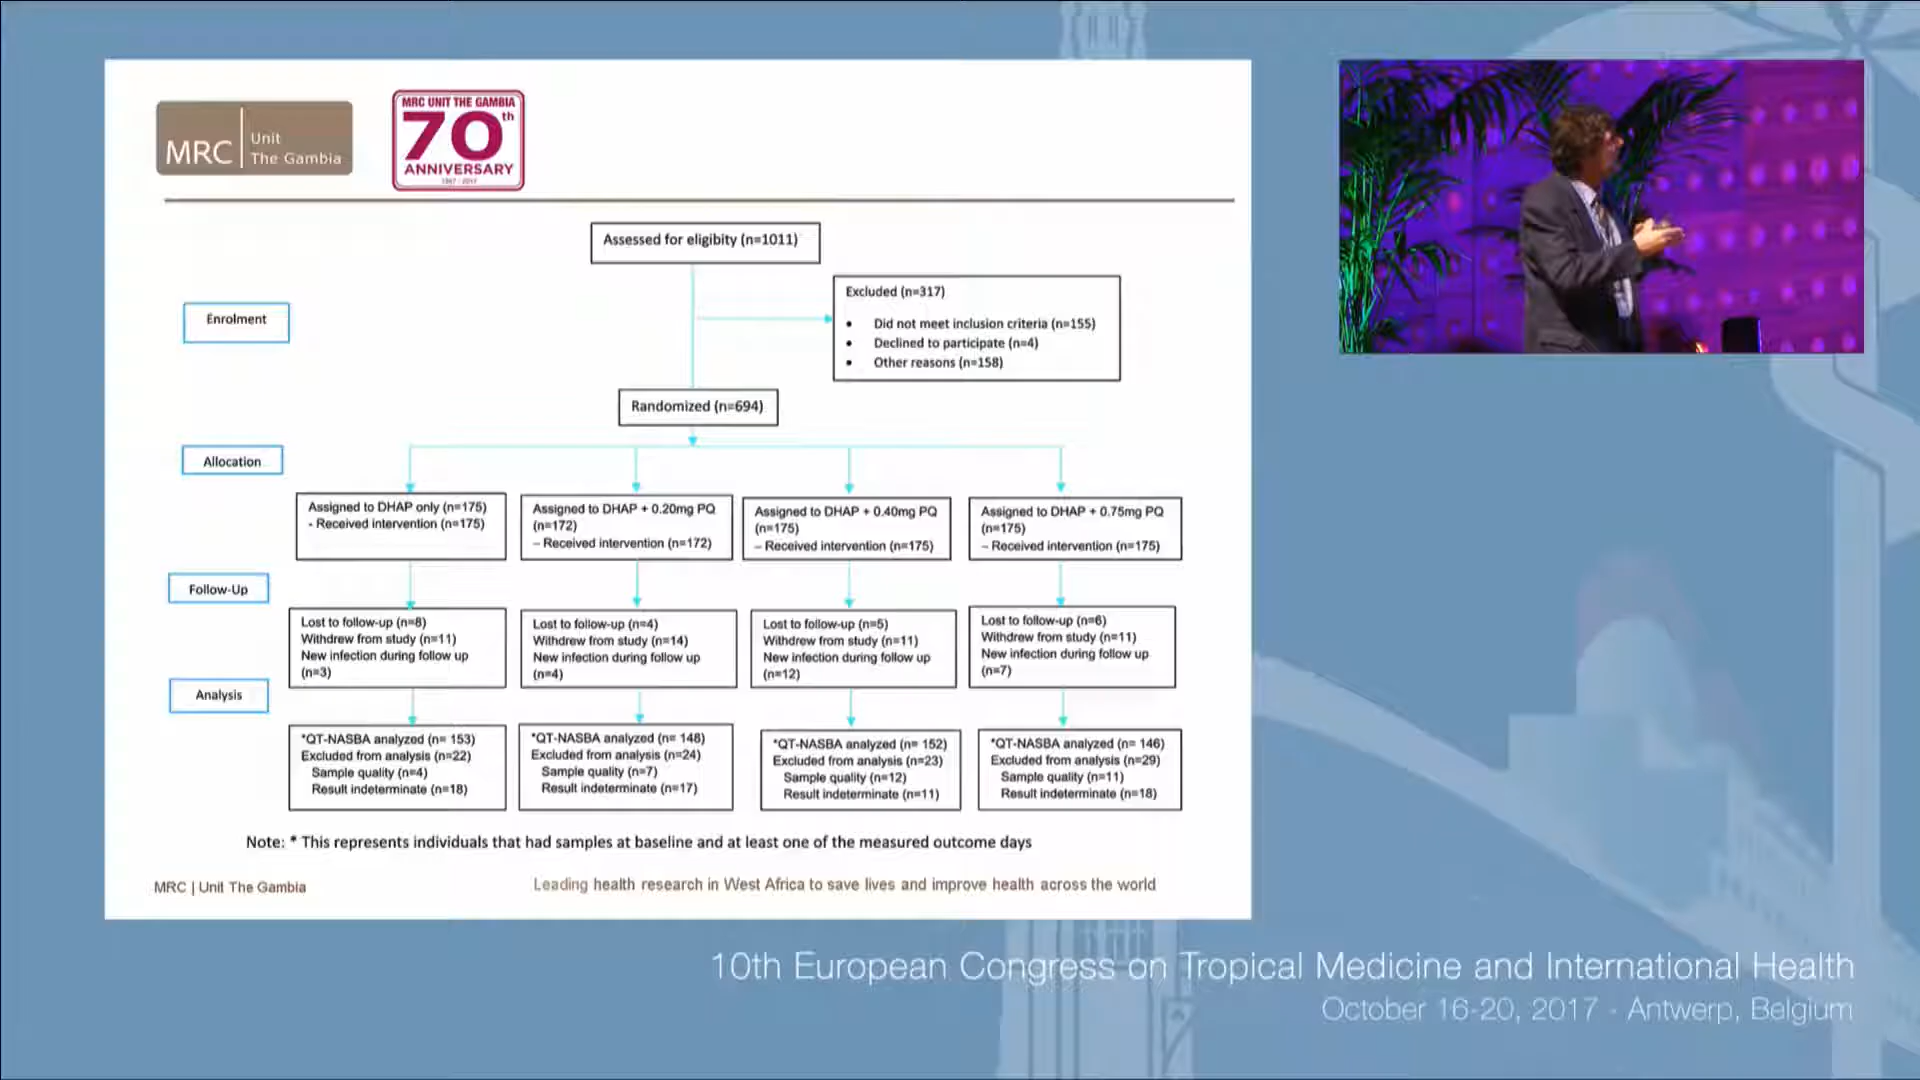 MRC
Unit
The Gambia
MRC UNIT THE GAMBIA
70th
ANNIVERSARY
1947 - 2017
Assessed for eligibity (n=1011)
Excluded (n=317)
• Did not meet inclusion criteria (n=155)
• Declined to participate (n=4)
• Other reasons (n=158)
Enrolment
Randomized (n=694)
Allocation
Assigned to DHAP only (n=175)
- Received intervention (n=175)
Assigned to DHAP + 0.20mg PQ
(n=172)
– Received intervention (n=172)
Assigned to DHAP + 0.40mg PQ
(n=175)
– Received intervention (n=175)
Assigned to DHAP + 0.75mg PQ
(n=175)
– Received intervention (n=175)
Follow-Up
Lost to follow-up (n=8)
Withdrew from study (n=11)
New infection during follow up
(n=3)
Lost to follow-up (n=4)
Withdrew from study (n=14)
New infection during follow up
(n=4)
Lost to follow-up (n=5)
Withdrew from study (n=11)
New infection during follow up
(n=12)
Lost to follow-up (n=6)
Withdrew from study (n=11)
New infection during follow up
(n=7)
Analysis
*QT-NASBA analyzed (n= 153)
Excluded from analysis (n=22)
Sample quality (n=4)
Result indeterminate (n=18)
*QT-NASBA analyzed (n= 148)
Excluded from analysis (n=24)
Sample quality (n=7)
Result indeterminate (n=17)
*QT-NASBA analyzed (n= 152)
Excluded from analysis (n=23)
Sample quality (n=12)
Result indeterminate (n=11)
*QT-NASBA analyzed (n= 146)
Excluded from analysis (n=29)
Sample quality (n=11)
Result indeterminate (n=18)
Note: * This represents individuals that had samples at baseline and at least one of the measured outcome days
MRC | Unit The Gambia
Leading health research in West Africa to save lives and improve health across the world
10th European Congress on Tropical Medicine and International Health
October 16-20, 2017 - Antwerp, Belgium